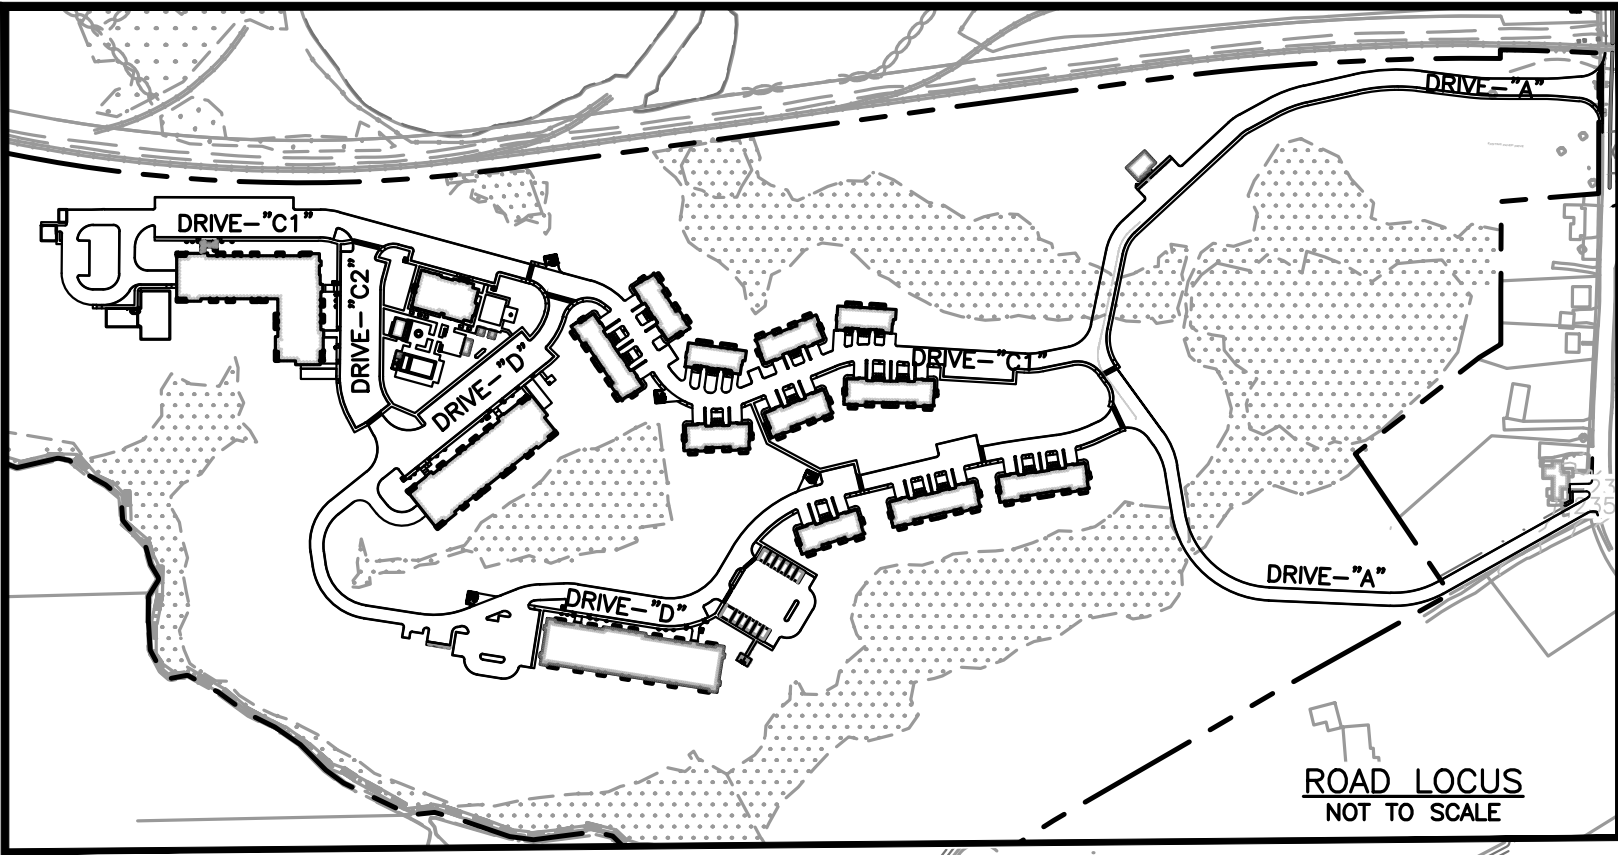 DRIVE-"A"
DRIVE-"C1"
DRIVE-"C2"
DRIVE-"D"
DRIVE-"C1"
DRIVE-"D"
DRIVE-"A"
ROAD LOCUS
NOT TO SCALE